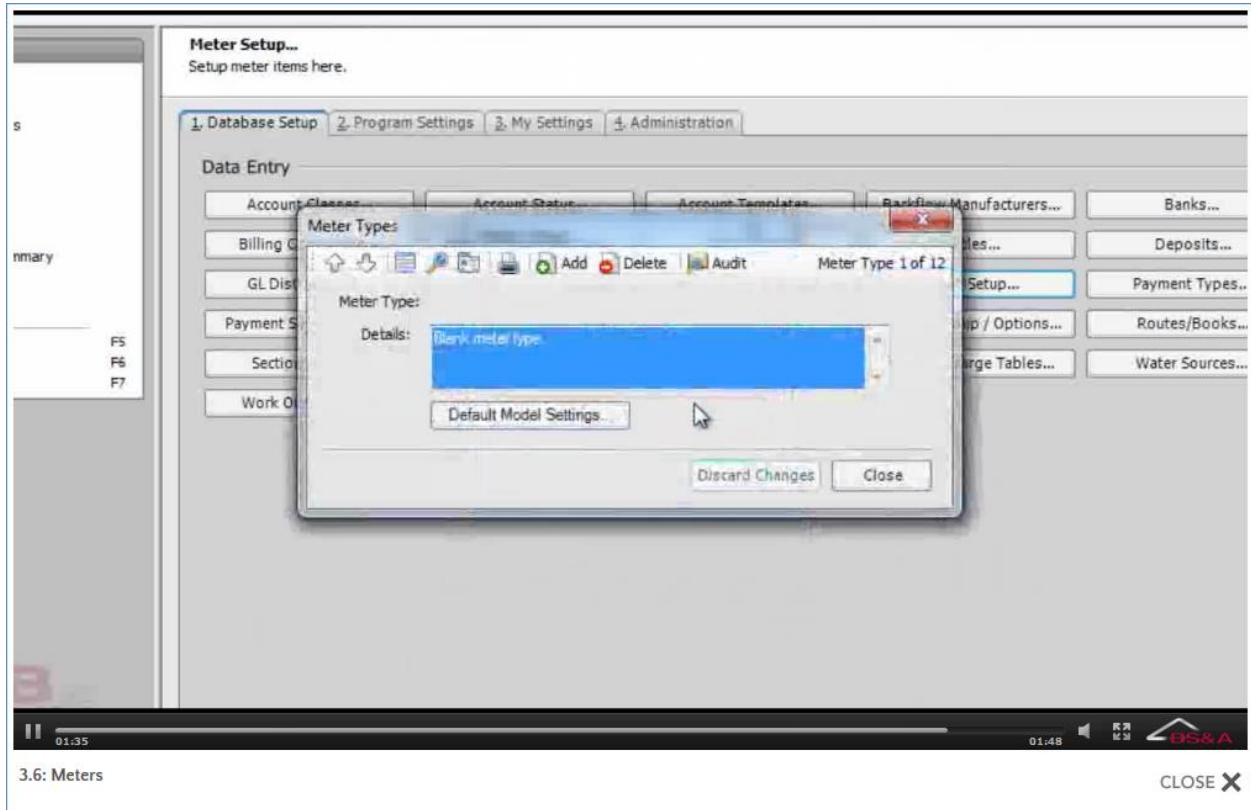 Meter Setup...
Setup meter items here.
s
1. Database Setup 2. Program Settings 3. My Settings 4. Administration
Data Entry
Account Classes... Account Status... Account Templates... Backflow Manufacturers... Banks...
Billing Deposits...
nmary
GL Dist Setup... Payment Types..
Payment S / Options... Routes/Books...
F5
Sectio Tables... Water Sources...
F6
F7
Work O
Meter Types
Add Delete Audit Meter Type 1 of 12
Meter Type:
Details: Blank meter type.
Default Model Settings...
Discard Changes Close
01:35 01:48 BS&A
3.6: Meters CLOSE